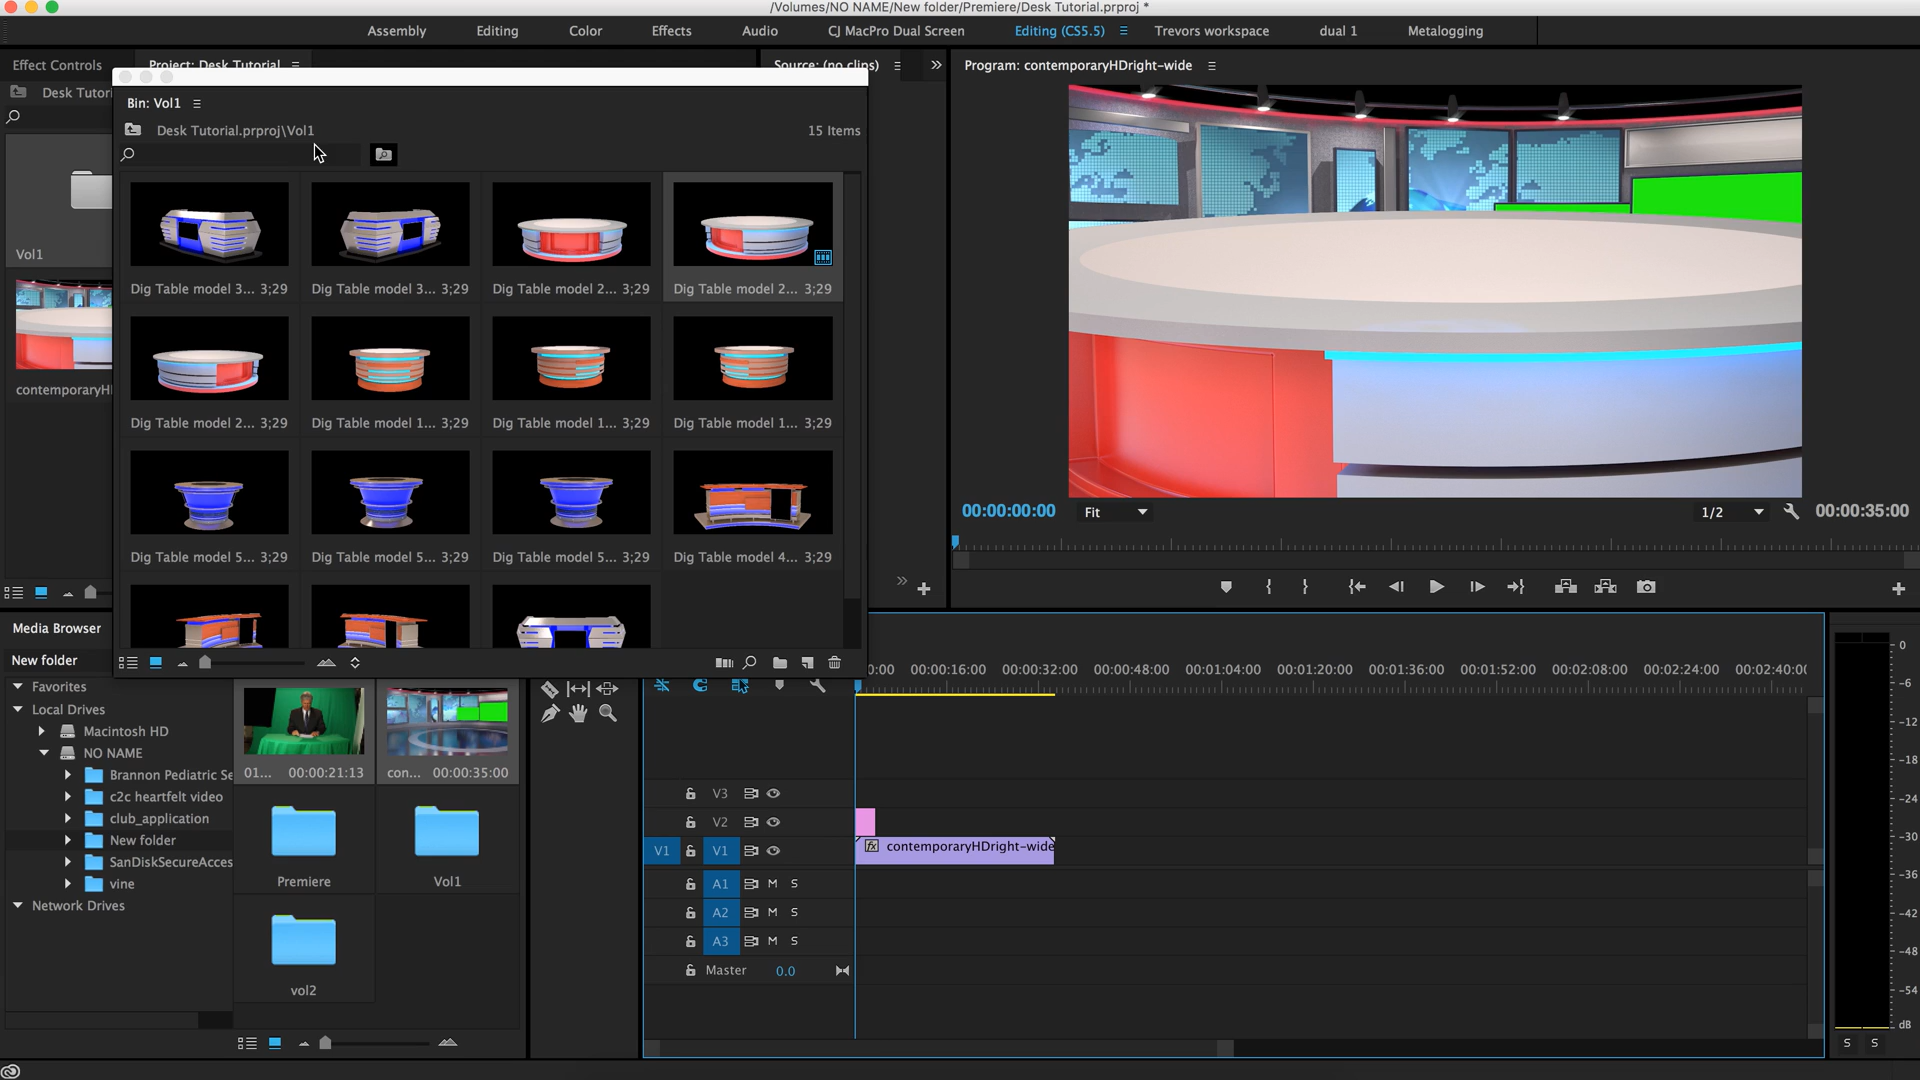 /Volumes/NO NAME/New folder/Premiere/Desk Tutorial.prproj *
Assembly Editing Color Effects Audio CJ MacPro Dual Screen Editing (CS5.5) Trevors workspace dual 1 Metalogging
Effect Controls Project: Desk Tutorial Source: (no clips) Program: contemporaryHDright-wide
Desk Tutori
Bin: Vol1
Desk Tutorial.prproj\Vol1 15 Items
Vol1
Dig Table model 3... 3;29 Dig Table model 3... 3;29 Dig Table model 2... 3;29 Dig Table model 2... 3;29
contemporaryH
Dig Table model 2... 3;29 Dig Table model 1... 3;29 Dig Table model 1... 3;29 Dig Table model 1... 3;29
Dig Table model 5... 3;29 Dig Table model 5... 3;29 Dig Table model 5... 3;29 Dig Table model 4... 3;29
00:00:00:00 Fit 1/2 00:00:35:00
Media Browser
New folder
Favorites
Local Drives
Macintosh HD
NO NAME
Brannon Pediatric Se
c2c heartfelt video
club_application
New folder
SanDiskSecureAcces
vine
Network Drives
01... 00:00:21:13 con... 00:00:35:00
Premiere Vol1
vol2
0:00 00:00:16:00 00:00:32:00 00:00:48:00 00:01:04:00 00:01:20:00 00:01:36:00 00:01:52:00 00:02:08:00 00:02:24:00 00:02:40:0
V3
V2
V1 V1 fx contemporaryHDright-wide
A1 M S
A2 M S
A3 M S
Master 0.0
0
-6
-12
-18
-24
-30
-36
-42
-48
-54
dB
S S